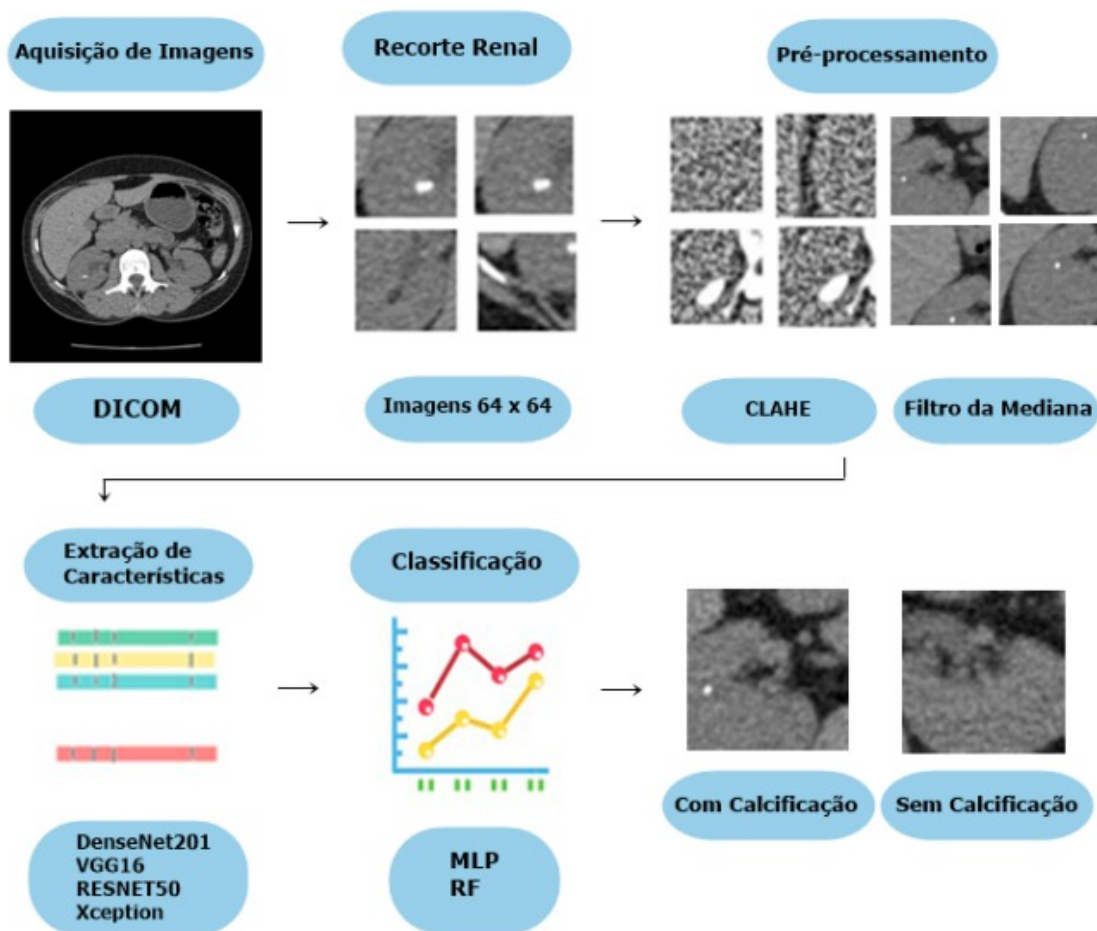 Aquisição de Imagens
Recorte Renal
Pré-processamento
DICOM
Imagens 64 x 64
CLAHE
Filtro da Mediana
Extração de
Característificas
Classificação
DenseNet201
VGG16
RESNET50
Xception
MLP
RF
Com Calcificação
Sem Calcificação